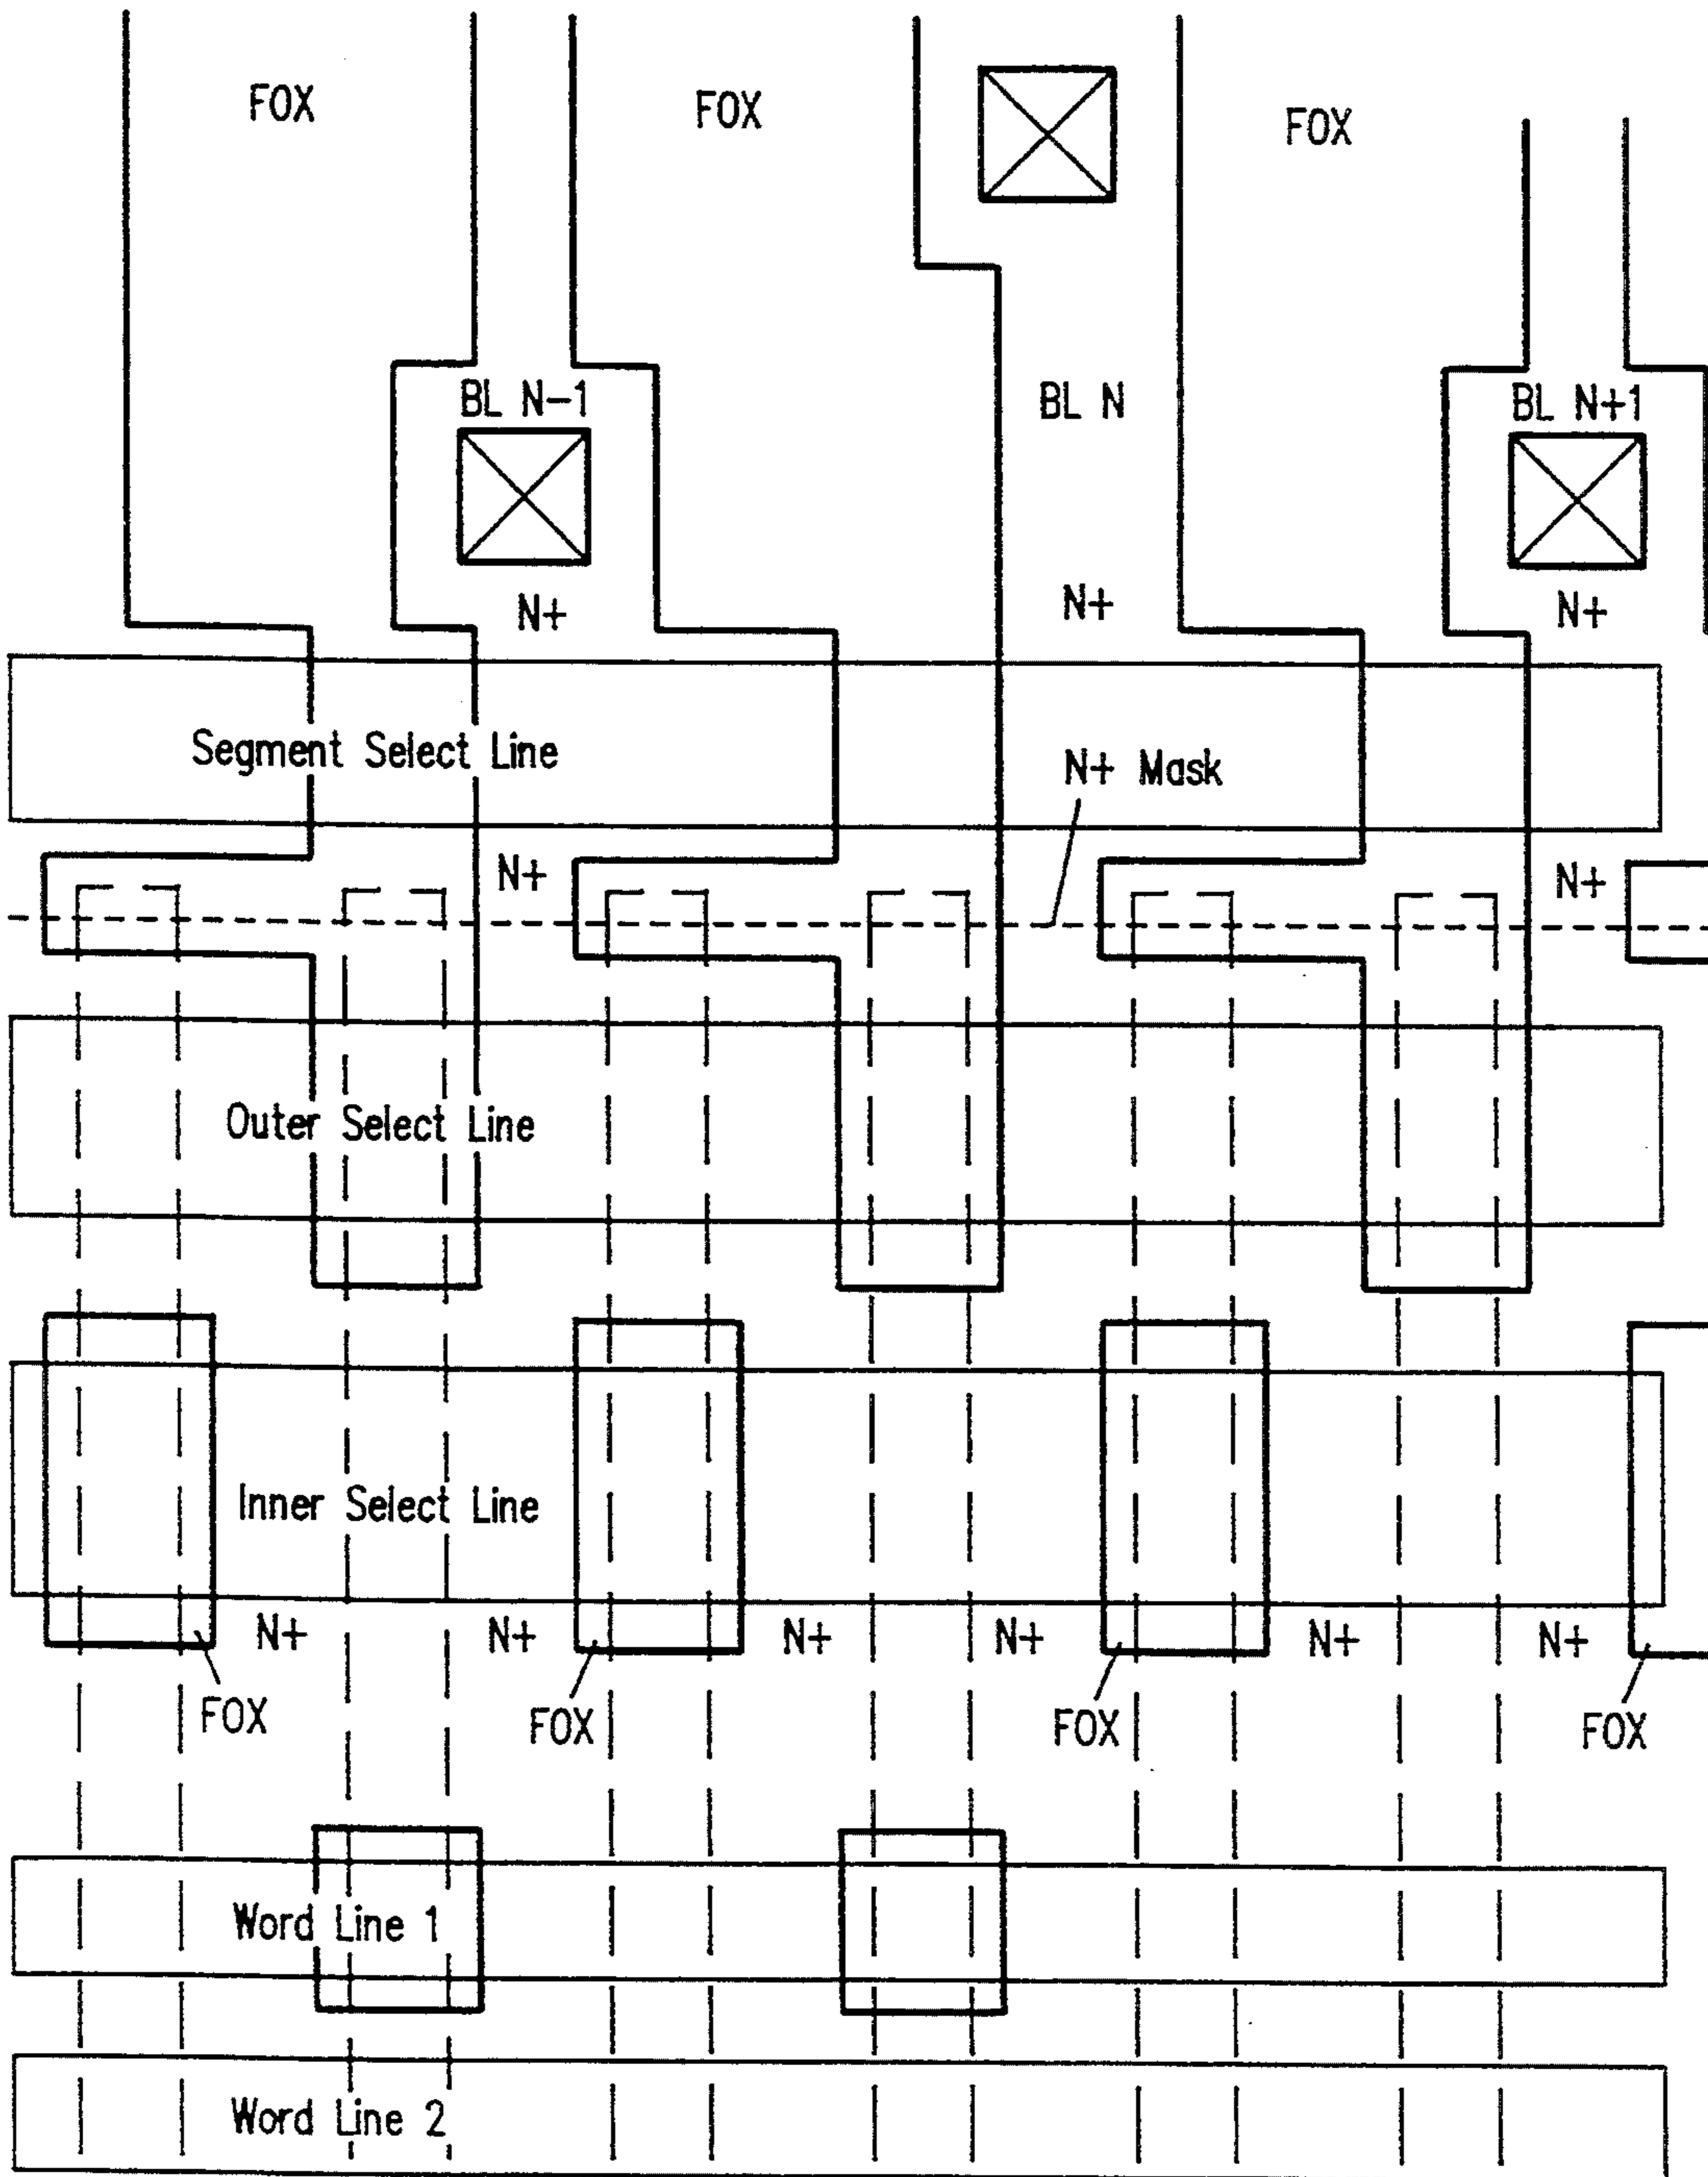 FOX
FOX
FOX
BL N-1
BL N
BL N+1
N+
N+
N+
Segment Select Line
N+ Mask
N+
N+
Outer Select Line
Inner Select Line
N+
N+
N+
N+
N+
N+
FOX
FOX
FOX
FOX
Word Line 1
Word Line 2